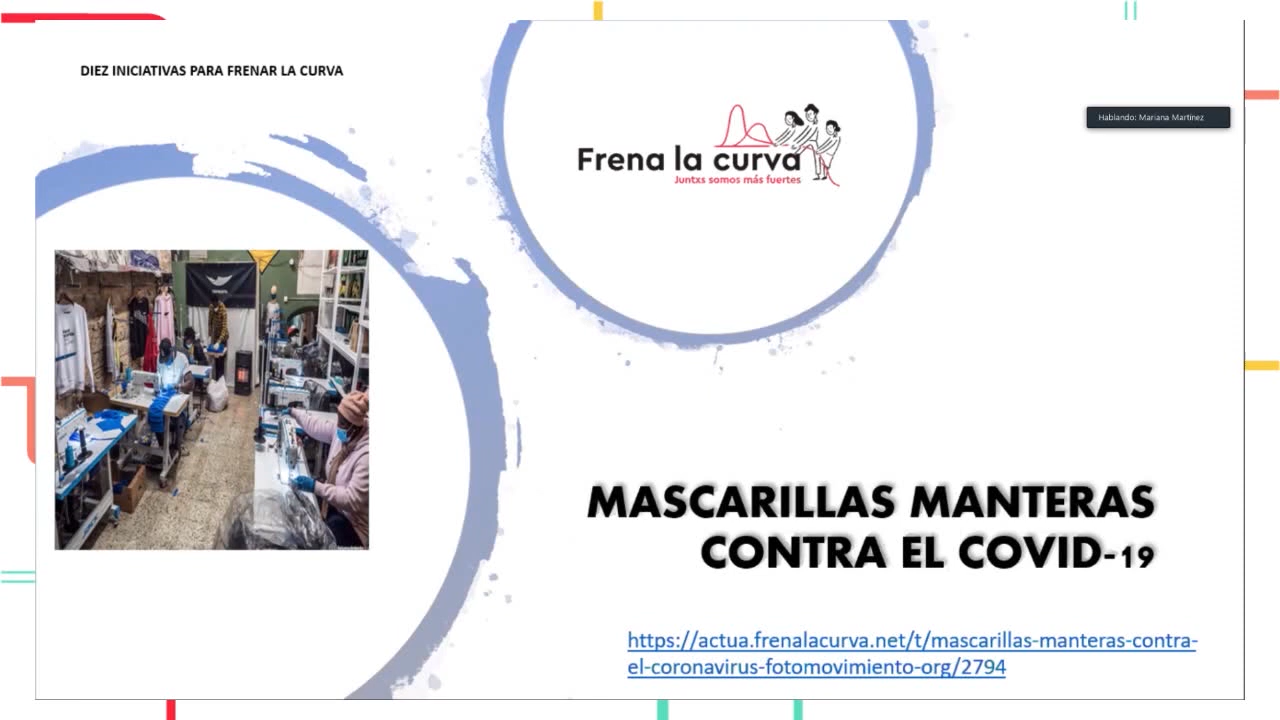 DIEZ INICIATIVAS PARA FRENAR LA CURVA
Hablando: Mariana Martínez
Frena la curva
Juntxs somos más fuertes
MASCARILLAS MANTERAS
CONTRA EL COVID-19
https://actua.frenalacurva.net/t/mascarillas-manteras-contra-
el-coronavirus-fotomovimiento-org/2794